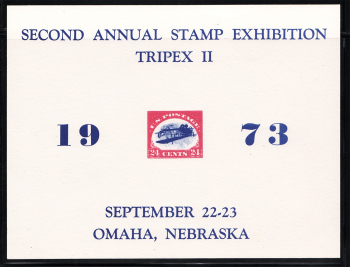 SECOND ANNUAL STAMP EXHIBITION
TRIPEX II
19 73
U.S. POSTAGE
24 CENTS 24
SEPTEMBER 22-23
OMAHA, NEBRASKA